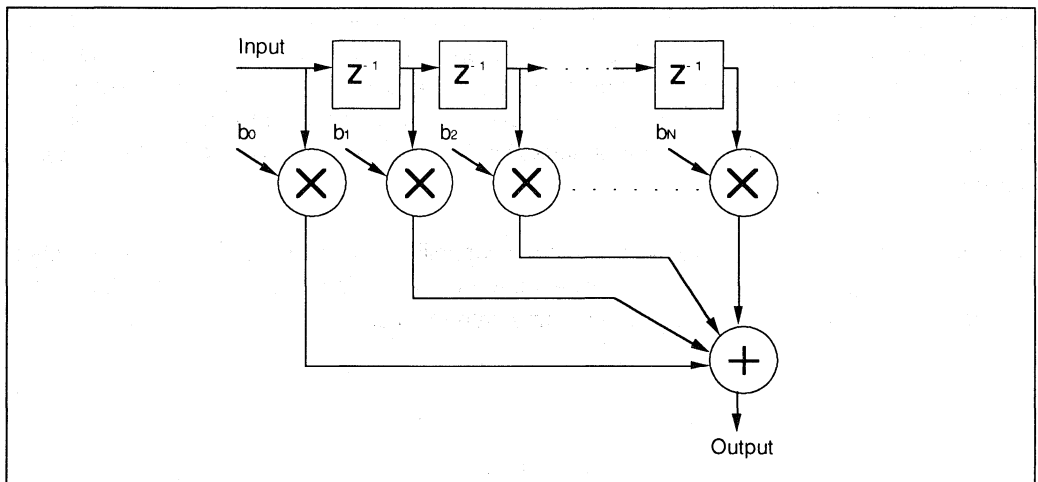 Input
z⁻¹ z⁻¹ . . . . . z⁻¹
b₀ b₁ b₂ b_N
× × × . . . . . . . ×
+
Output